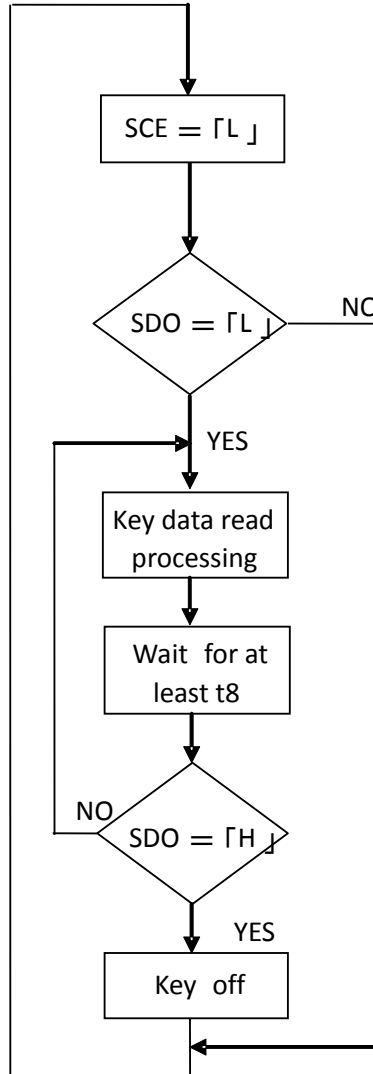 SCE =「L」
SDO =「L」
NO
YES
Key data read
processing
Wait for at
least t8
NO
SDO =「H」
YES
Key off